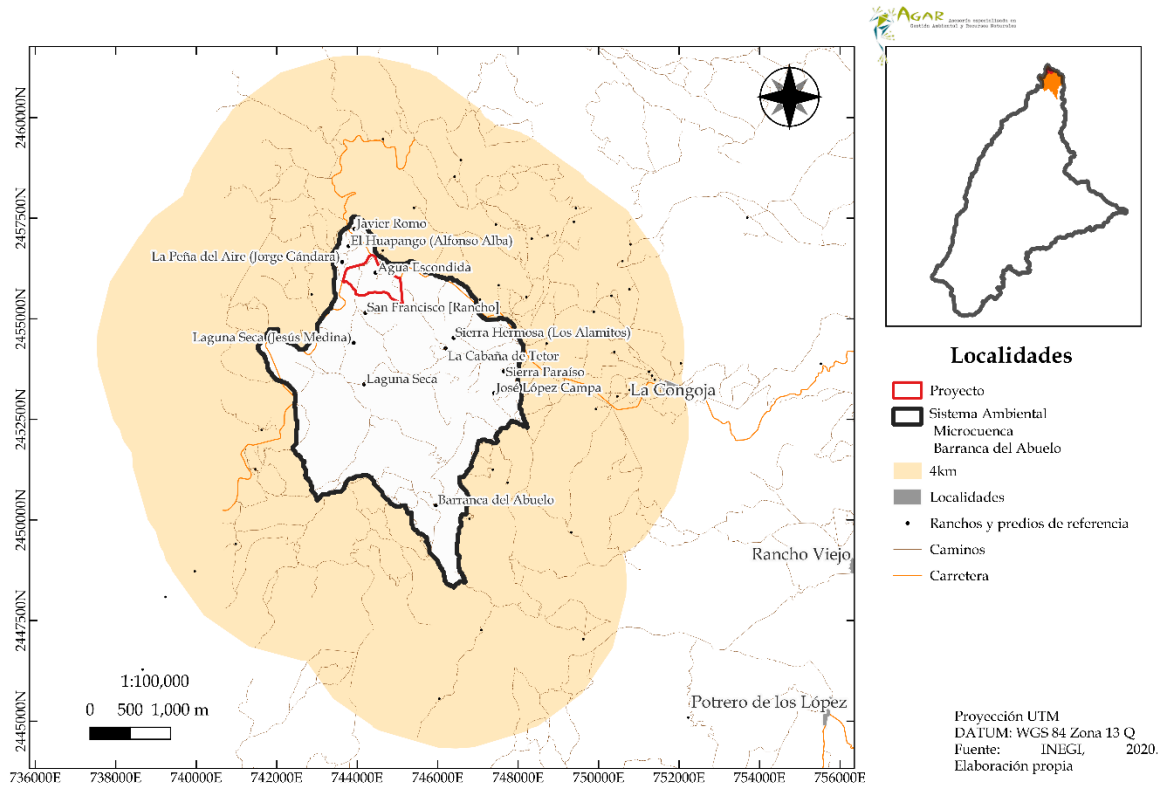 AGAR Asesoría especializada en
Gestión Ambiental y Recursos Naturales
2460000N
2457500N
2455000N
2452500N
2450000N
2447500N
2445000N
Javier Romo
El Huapango (Alfonso Alba)
La Peña del Aire (Jorge Gándara)
Agua Escondida
San Francisco [Rancho]
Laguna Seca (Jesús Medina)
Sierra Hermosa (Los Alamitos)
La Cabaña de Tetor
Sierra Paraíso
Laguna Seca
José López Campa
La Congoja
Barranca del Abuelo
Rancho Viejo
Potrero de los López
1:100,000
0 500 1,000 m
736000E 738000E 740000E 742000E 744000E 746000E 748000E 750000E 752000E 754000E 756000E
Localidades
Proyecto
Sistema Ambiental
Microcuenca
Barranca del Abuelo
4km
Localidades
Ranchos y predios de referencia
Caminos
Carretera
Proyección UTM
DATUM: WGS 84 Zona 13 Q
Fuente: INEGI, 2020.
Elaboración propia